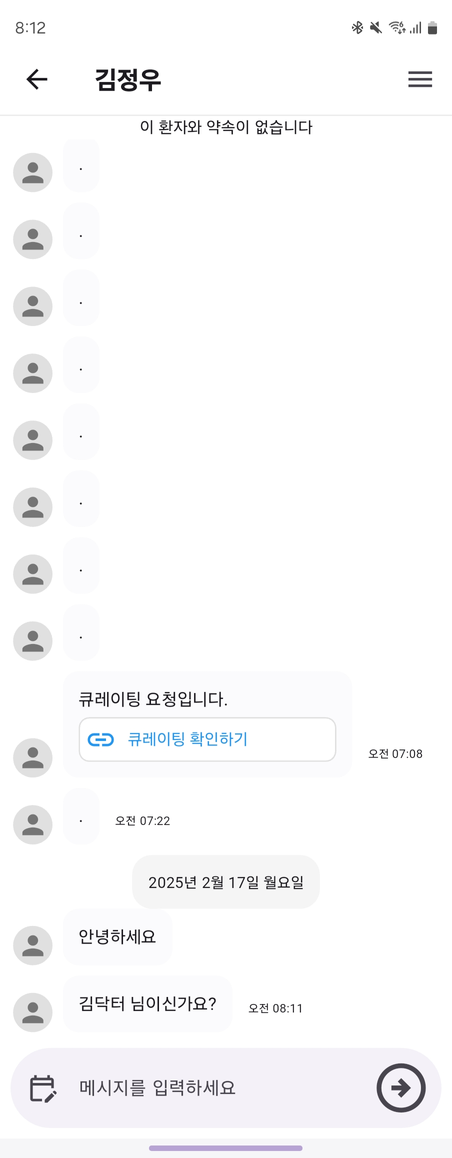 8:12
김정우
이 환자와 약속이 없습니다
.
.
.
.
.
.
.
.
큐레이팅 요청입니다.
큐레이팅 확인하기
오전 07:08
.
오전 07:22
2025년 2월 17일 월요일
안녕하세요
김닥터 님이신가요?
오전 08:11
메시지를 입력하세요